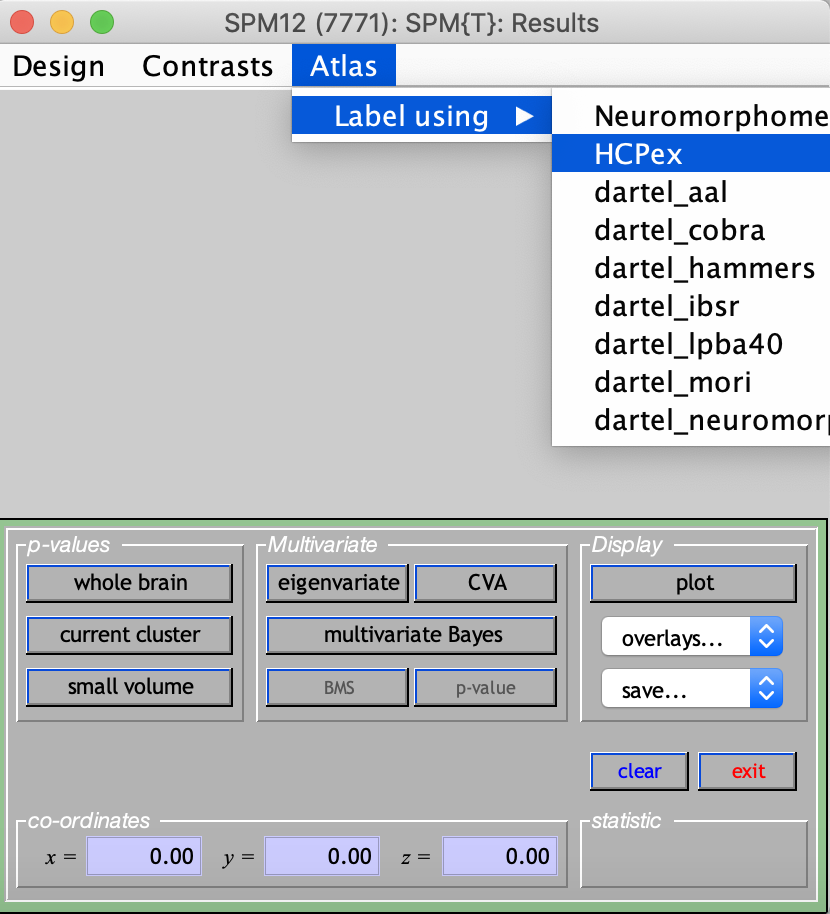 SPM12 (7771): SPM{T}: Results
Design Contrasts Atlas
Label using
Neuromorphome
HCPex
dartel_aal
dartel_cobra
dartel_hammers
dartel_ibsr
dartel_lpba40
dartel_mori
dartel_neuromorp
p-values Multivariate Display
whole brain eigenvariate CVA plot
current cluster multivariate Bayes overlays...
small volume BMS p-value save...
clear exit
co-ordinates statistic
x = 0.00 y = 0.00 z = 0.00